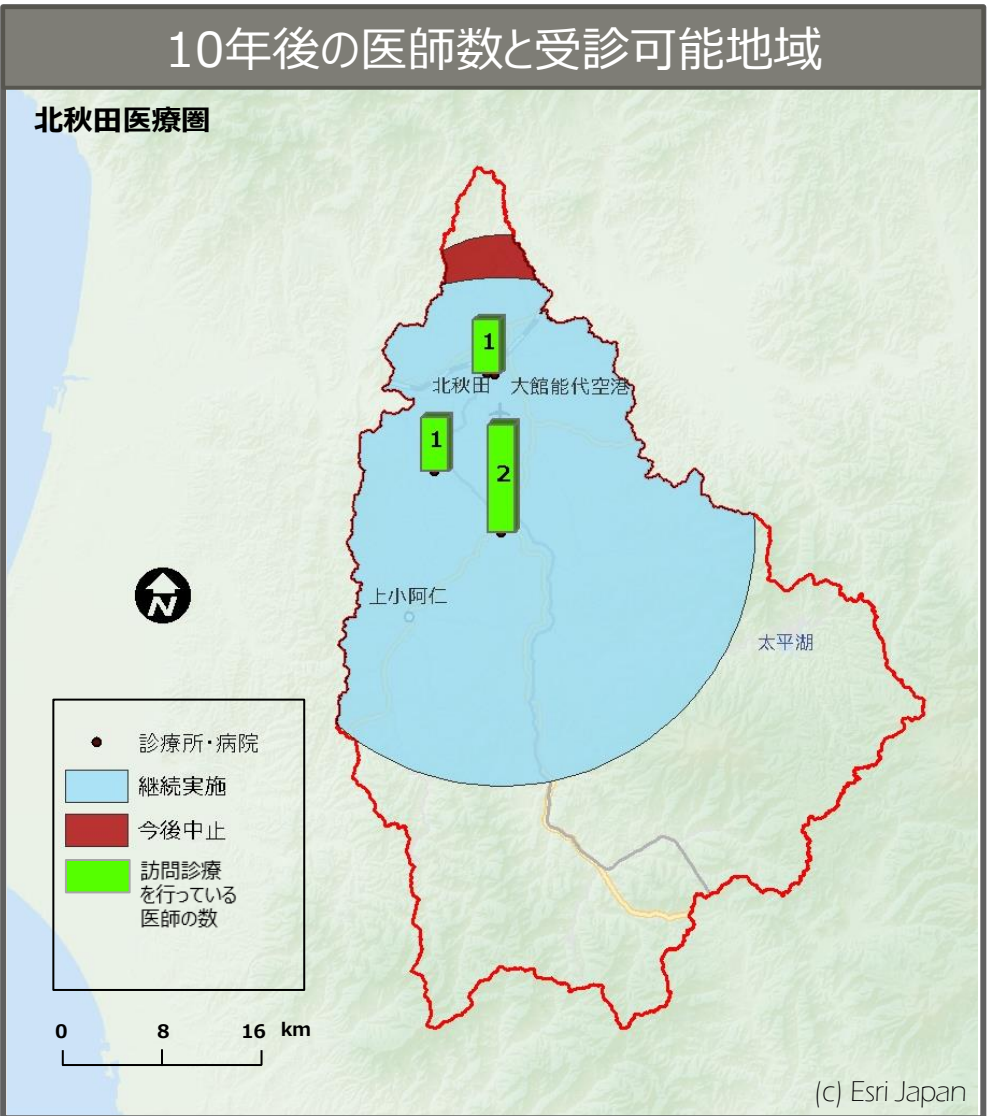 10年後の医師数と受診可能地域
北秋田医療圏
1
北秋田
大館能代空港
1
2
N
上小阿仁
太平湖
診療所・病院
継続実施
今後中止
訪問診療
を行っている
医師の数
0 8 16 km
(c) Esri Japan